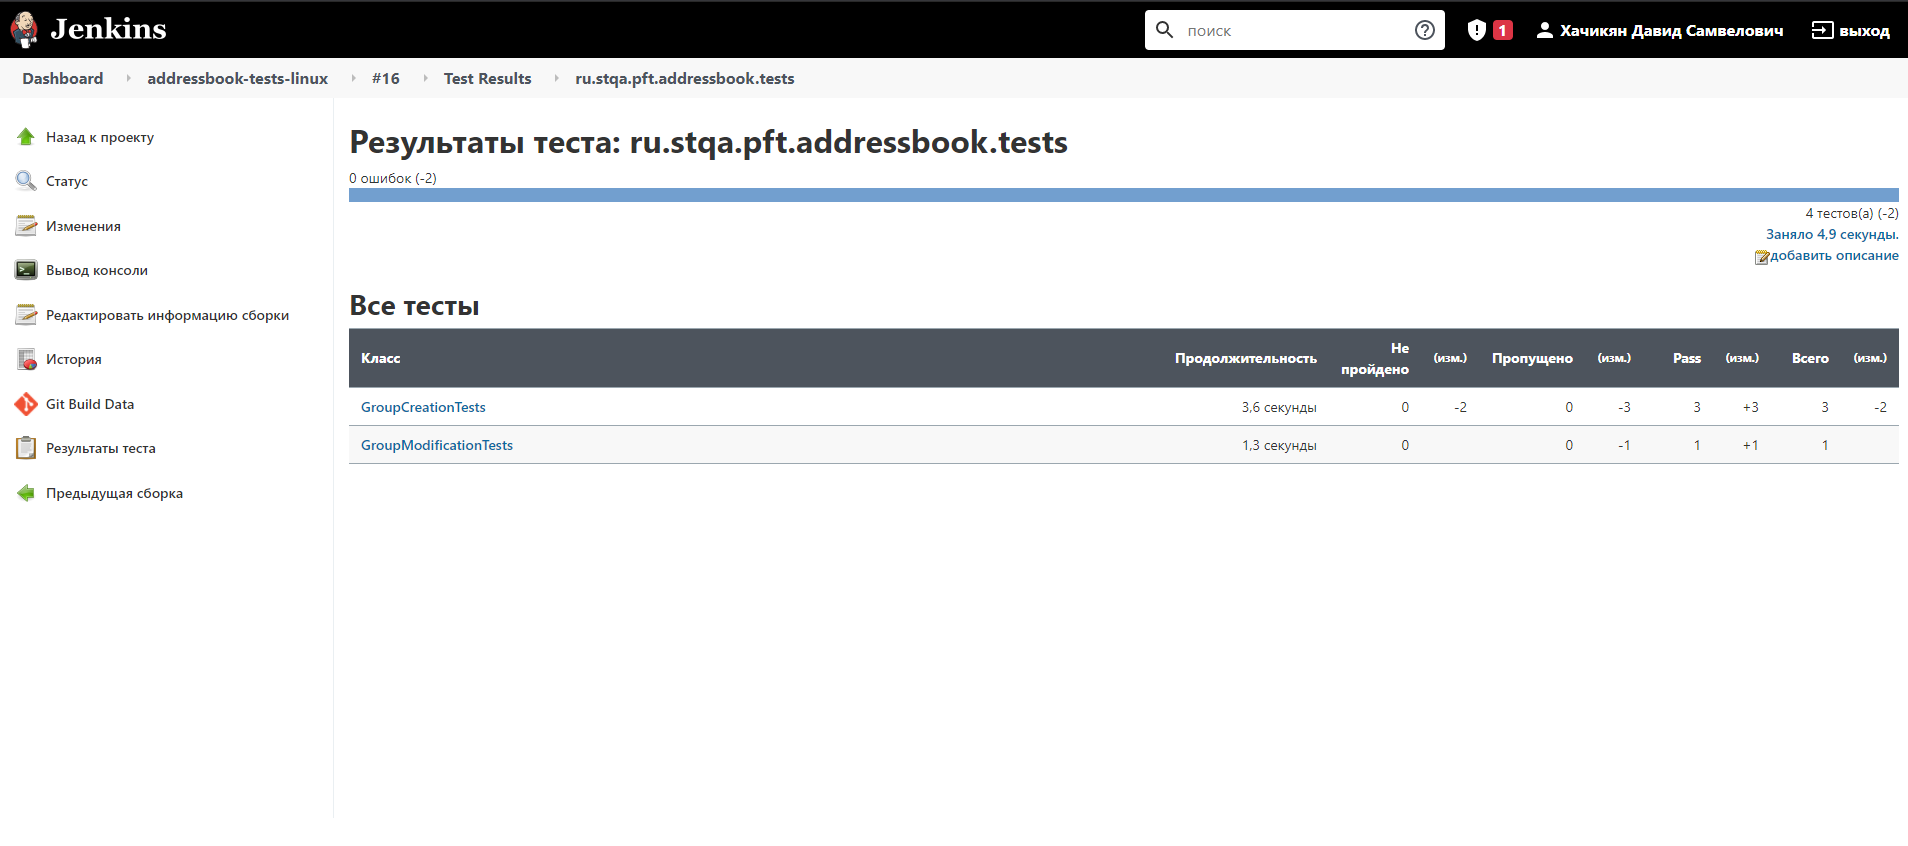 Jenkins
поиск
1
Хачикян Давид Самвелович
выход
Dashboard
addressbook-tests-linux
#16
Test Results
ru.stqa.pft.addressbook.tests
Назад к проекту
Статус
Изменения
Вывод консоли
Редактировать информацию сборки
История
Git Build Data
Результаты теста
Предыдущая сборка
Результаты теста: ru.stqa.pft.addressbook.tests
0 ошибок (-2)
4 тестов(а) (-2)
Заняло 4,9 секунды.
добавить описание
Все тесты
Класс Продолжительность Не пройдено (изм.) Пропущено (изм.) Pass (изм.) Всего (изм.)
GroupCreationTests 3,6 секунды 0 -2 0 -3 3 +3 3 -2
GroupModificationTests 1,3 секунды 0 0 -1 1 +1 1